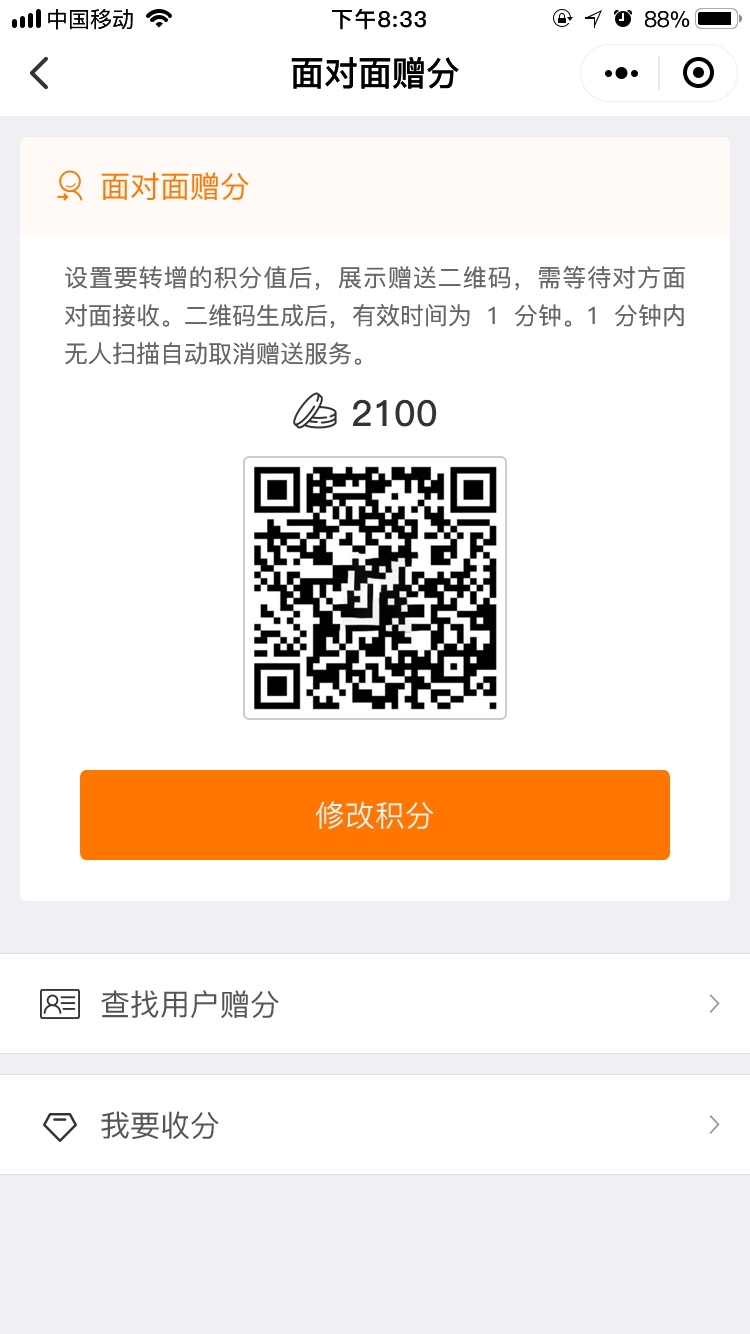 中国移动 下午8:33 88%
面对面赠分
面对面赠分
设置要转增的积分值后，展示赠送二维码，需等待对方面
对面接收。二维码生成后，有效时间为 1 分钟。1 分钟内
无人扫描自动取消赠送服务。
2100
修改积分
查找用户赠分
我要收分